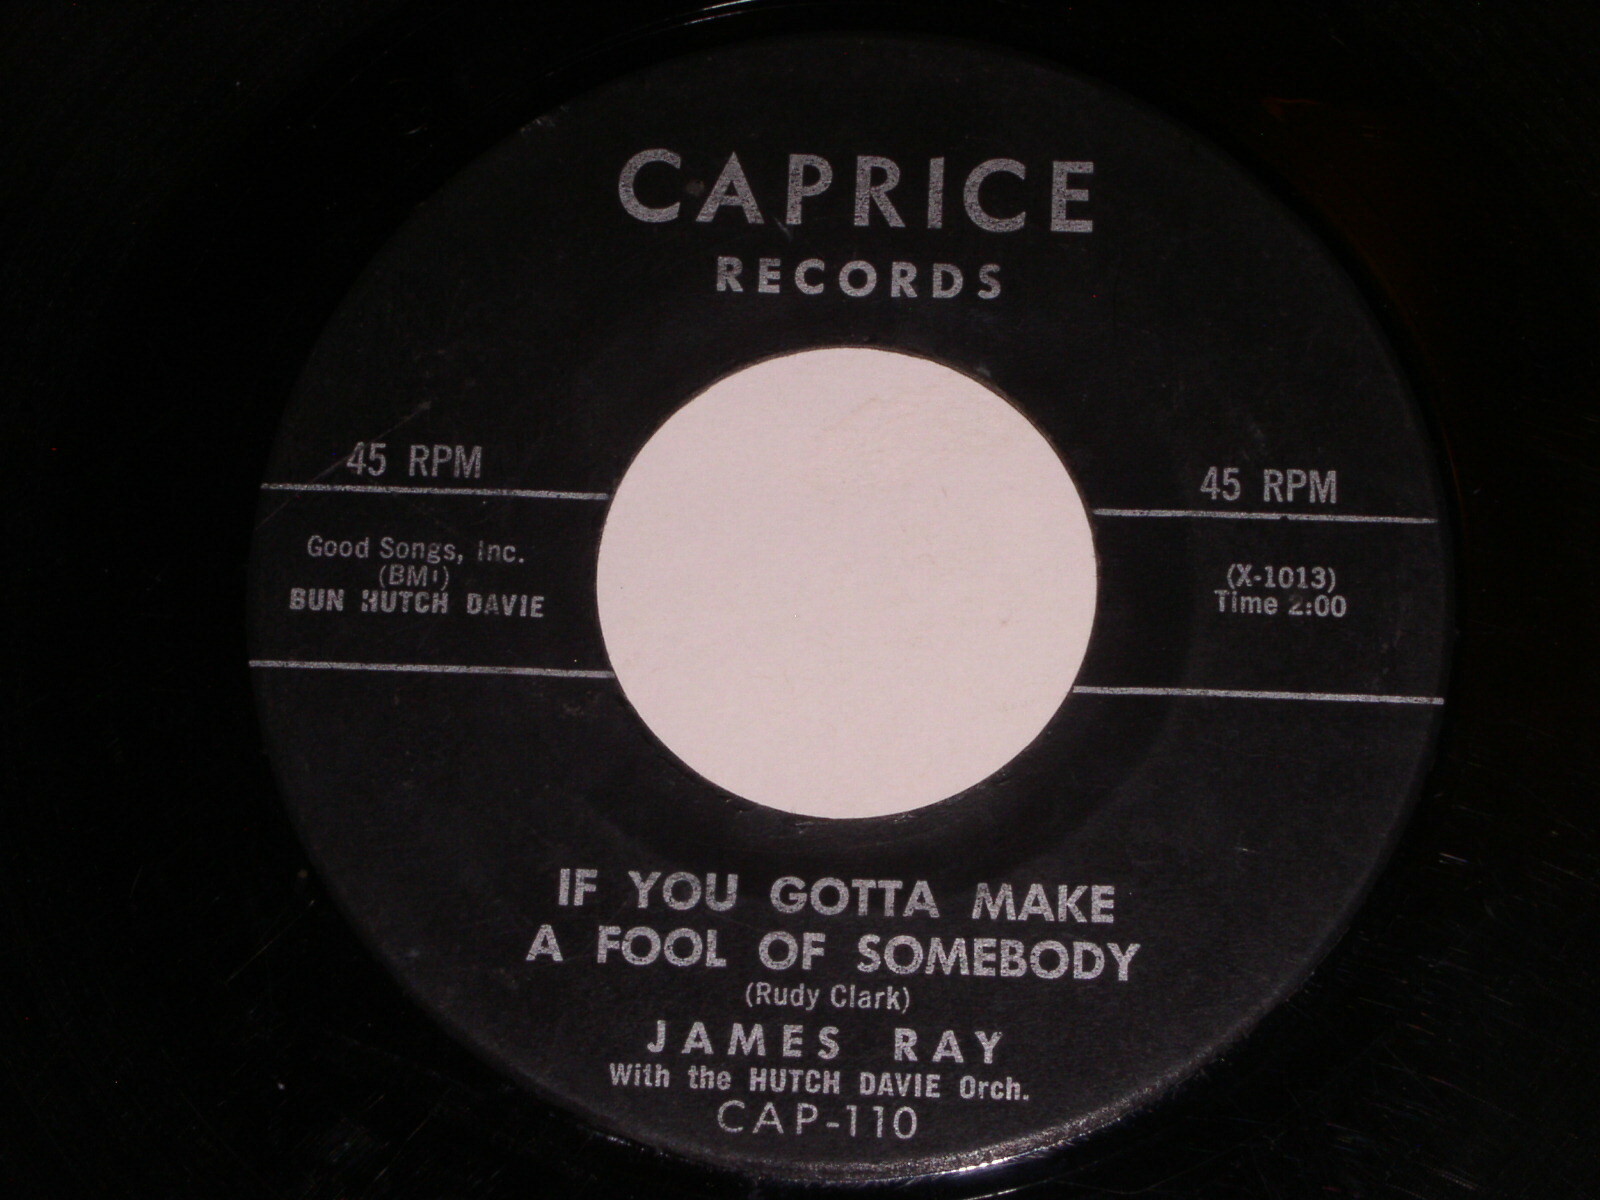 CAPRICE
RECORDS
45 RPM
45 RPM
Good Songs, Inc.
(BMI)
BUN HUTCH DAVIE
(X-1013)
Time 2:00
IF YOU GOTTA MAKE
A FOOL OF SOMEBODY
(Rudy Clark)
JAMES RAY
With the HUTCH DAVIE Orch.
CAP-110